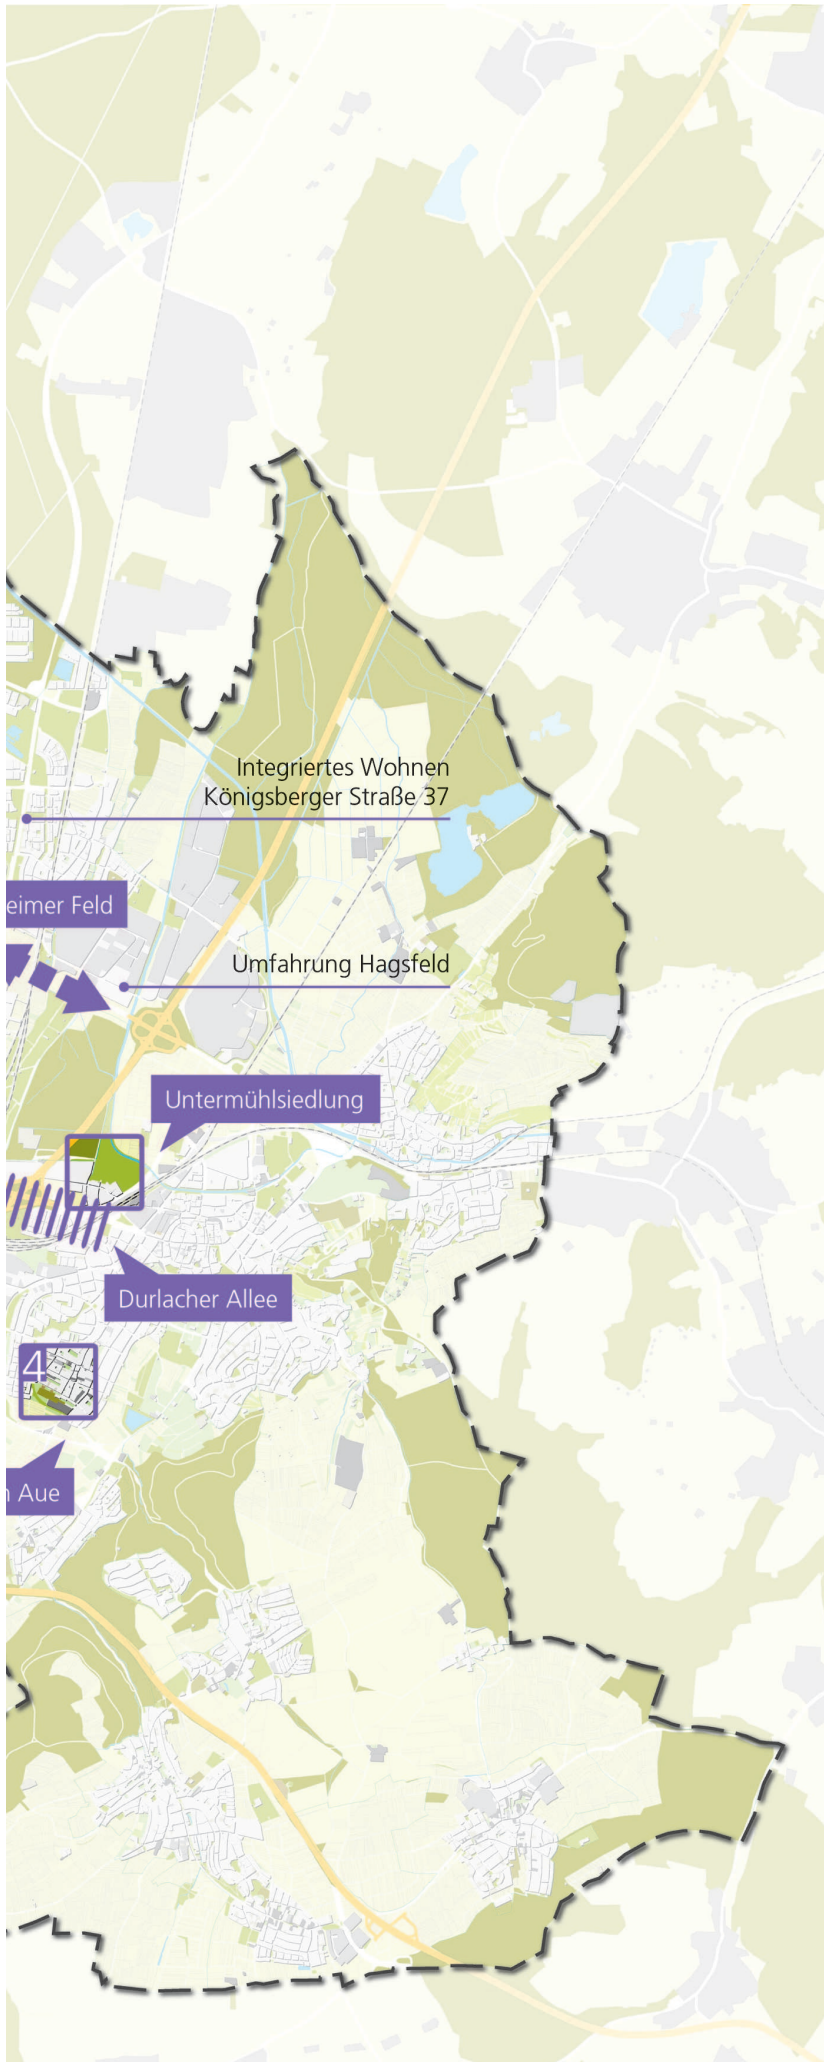 Integriertes Wohnen
Königsberger Straße 37
eimer Feld
Umfahrung Hagsfeld
Untermühlsiedlung
Durlacher Allee
4
n Aue